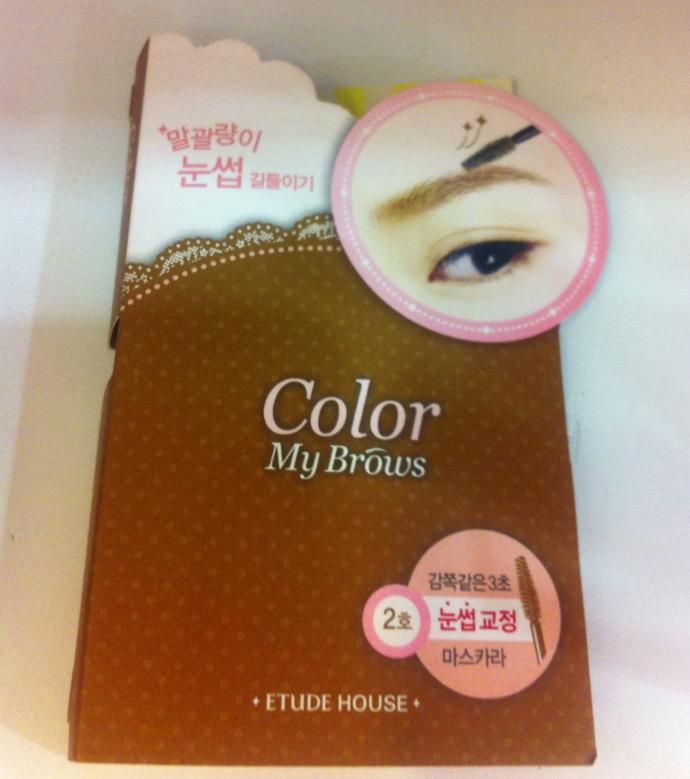 말괄량이
눈썹 길들이기
Color
My Brows
감쪽같은 3초
2호 눈썹 교정
마스카라
ETUDE HOUSE